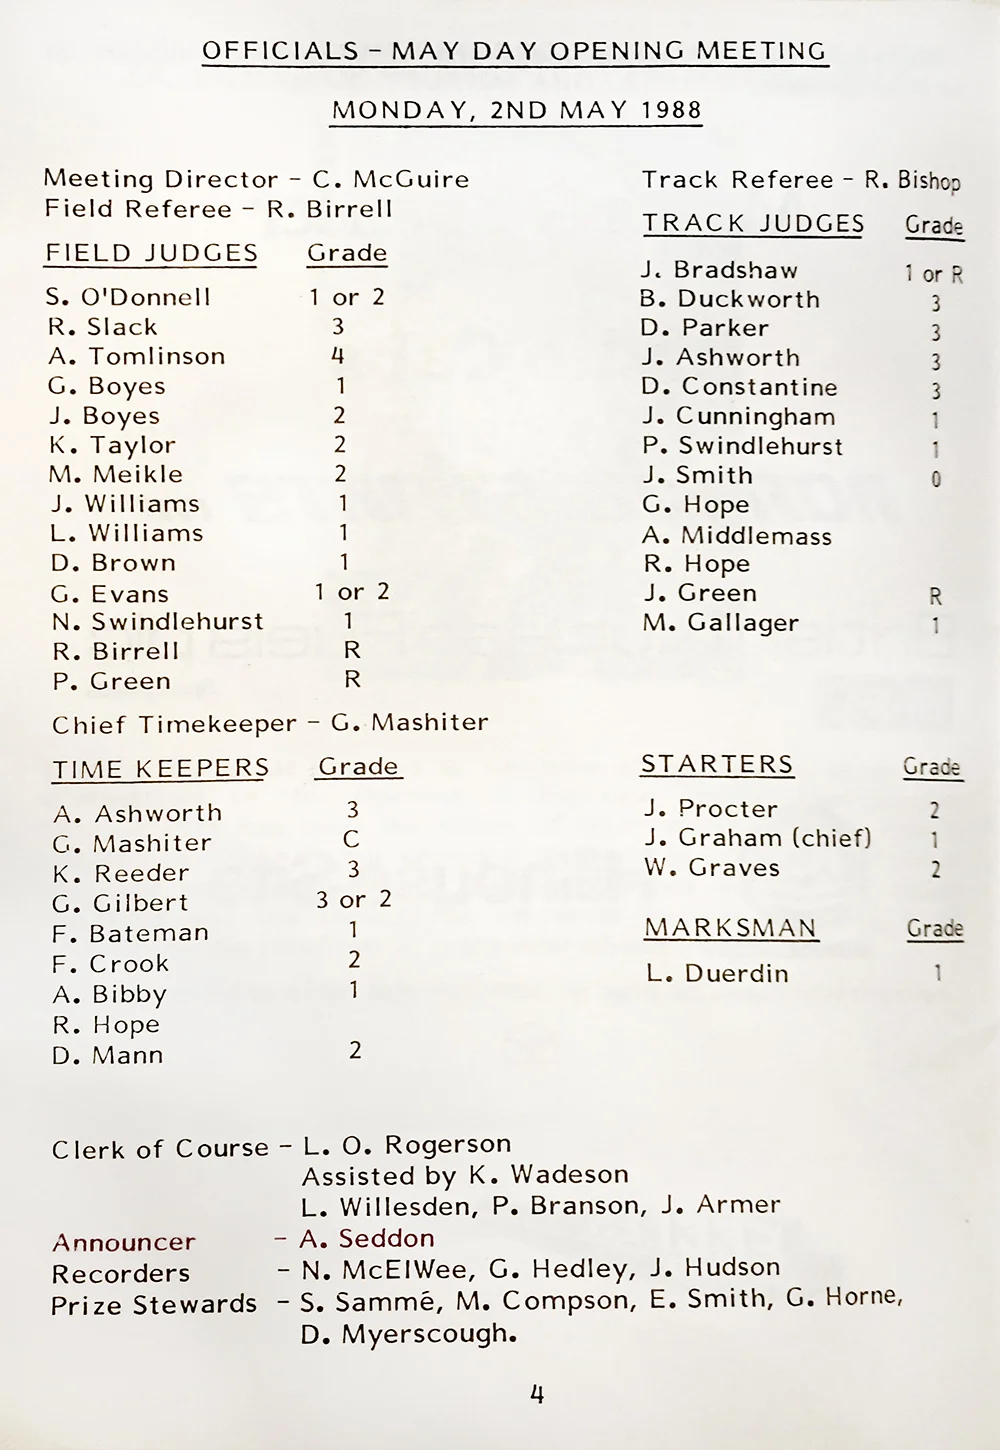 OFFICIALS - MAY DAY OPENING MEETING
MONDAY, 2ND MAY 1988
Meeting Director - C. McGuire
Field Referee - R. Birrell
FIELD JUDGES Grade
S. O'Donnell 1 or 2
R. Slack 3
A. Tomlinson 4
G. Boyes 1
J. Boyes 2
K. Taylor 2
M. Meikle 2
J. Williams 1
L. Williams 1
D. Brown 1
G. Evans 1 or 2
N. Swindlehurst 1
R. Birrell R
P. Green R
Track Referee - R. Bishop
TRACK JUDGES Grade
J. Bradshaw 1 or R
B. Duckworth 3
D. Parker 3
J. Ashworth 3
D. Constantine 3
J. Cunningham 1
P. Swindlehurst 1
J. Smith 0
G. Hope
A. Middlemass
R. Hope
J. Green R
M. Gallager 1
Chief Timekeeper - G. Mashiter
TIME KEEPERS Grade
A. Ashworth 3
G. Mashiter C
K. Reeder 3
G. Gilbert 3 or 2
F. Bateman 1
F. Crook 2
A. Bibby 1
R. Hope
D. Mann 2
STARTERS Grade
J. Procter 2
J. Graham (chief) 1
W. Graves 2
MARKSMAN Grade
L. Duerdin 1
Clerk of Course - L. O. Rogerson
Assisted by K. Wadeson
L. Willesden, P. Branson, J. Armer
Announcer - A. Seddon
Recorders - N. McElWee, G. Hedley, J. Hudson
Prize Stewards - S. Sammé, M. Compson, E. Smith, G. Horne,
D. Myerscough.
4